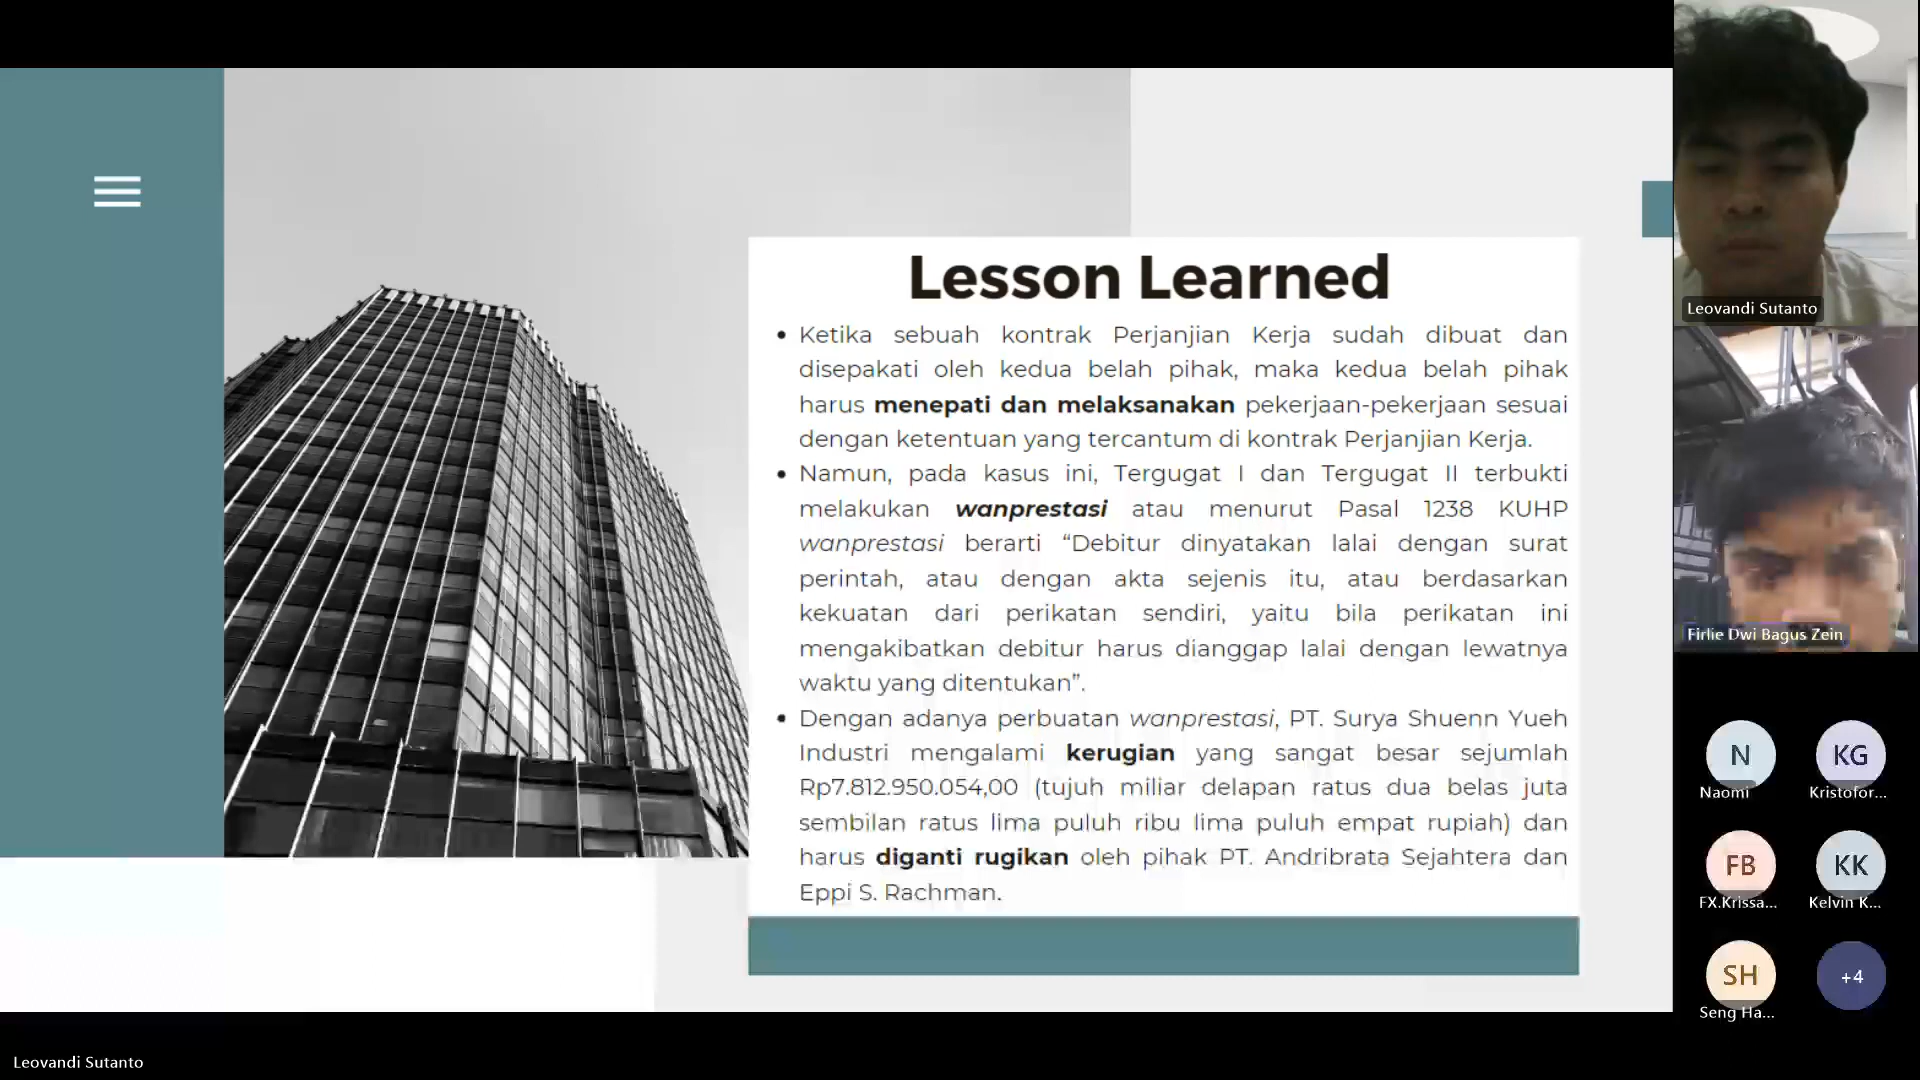 Lesson Learned
• Ketika sebuah kontrak Perjanjian Kerja sudah dibuat dan
disepakati oleh kedua belah pihak, maka kedua belah pihak
harus menepati dan melaksanakan pekerjaan-pekerjaan sesuai
dengan ketentuan yang tercantum di kontrak Perjanjian Kerja.
• Namun, pada kasus ini, Tergugat I dan Tergugat II terbukti
melakukan wanprestasi atau menurut Pasal 1238 KUHP
wanprestasi berarti “Debitur dinyatakan lalai dengan surat
perintah, atau dengan akta sejenis itu, atau berdasarkan
kekuatan dari perikatan sendiri, yaitu bila perikatan ini
mengakibatkan debitur harus dianggap lalai dengan lewatnya
waktu yang ditentukan”.
• Dengan adanya perbuatan wanprestasi, PT. Surya Shuenn Yueh
Industri mengalami kerugian yang sangat besar sejumlah
Rp7.812.950.054,00 (tujuh miliar delapan ratus dua belas juta
sembilan ratus lima puluh ribu lima puluh empat rupiah) dan
harus diganti rugikan oleh pihak PT. Andribrata Sejahtera dan
Eppi S. Rachman.
Leovandi Sutanto
Firlie Dwi Bagus Zein
N
Naomi
KG
Kristofor...
FB
FX.Krissa...
KK
Kelvin K...
SH
Seng Ha...
+4
Leovandi Sutanto